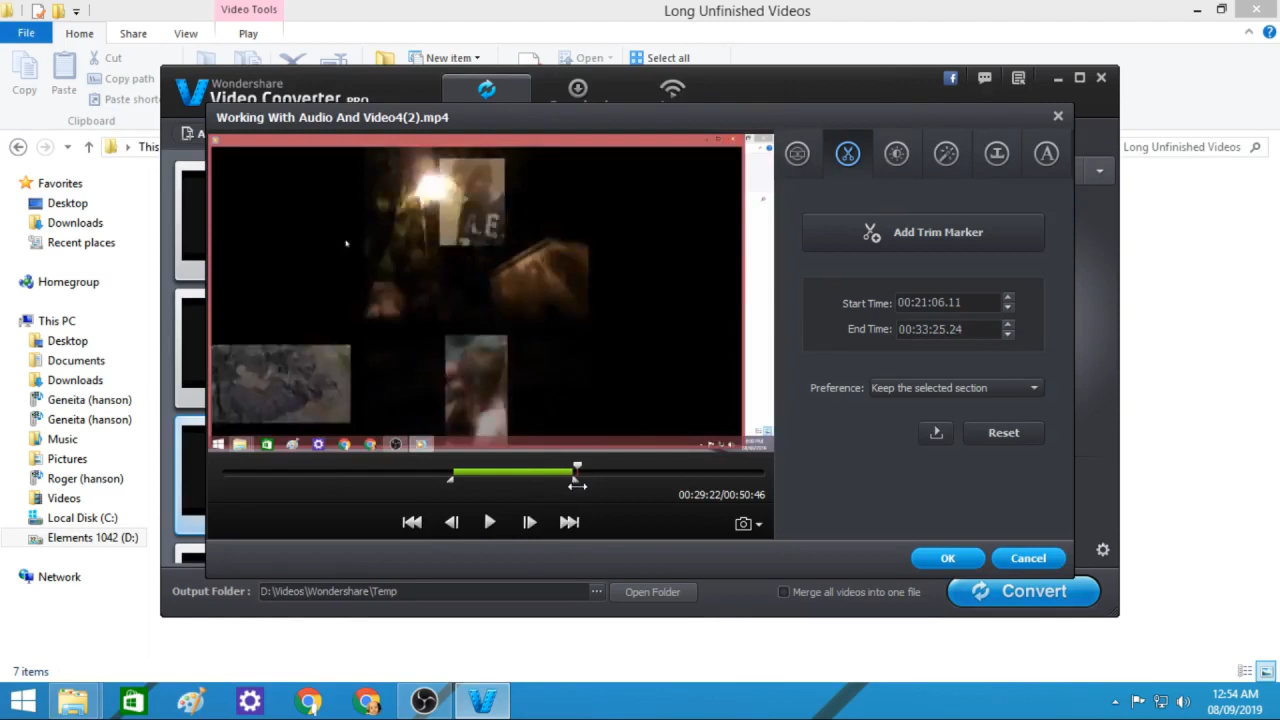 Video Tools
Long Unfinished Videos
File
Home
Share
View
Play
Cut
Copy path
Copy
Paste
Clipboard
New item
Open
Select all
Wondershare
Video Converter PRO
Working With Audio And Video4(2).mp4
This
Long Unfinished Videos
Favorites
Desktop
Downloads
Recent places
Homegroup
This PC
Desktop
Documents
Downloads
Geneita (hanson)
Geneita (hanson)
Music
Pictures
Roger (hanson)
Videos
Local Disk (C:)
Elements 1042 (D:)
Network
Add Trim Marker
Start Time: 00:21:06.11
End Time: 00:33:25.24
Preference: Keep the selected section
Reset
00:29:22/00:50:46
OK
Cancel
Output Folder : D:\Videos\Wondershare\Temp
Open Folder
Merge all videos into one file
Convert
7 items
12:54 AM
08/09/2019